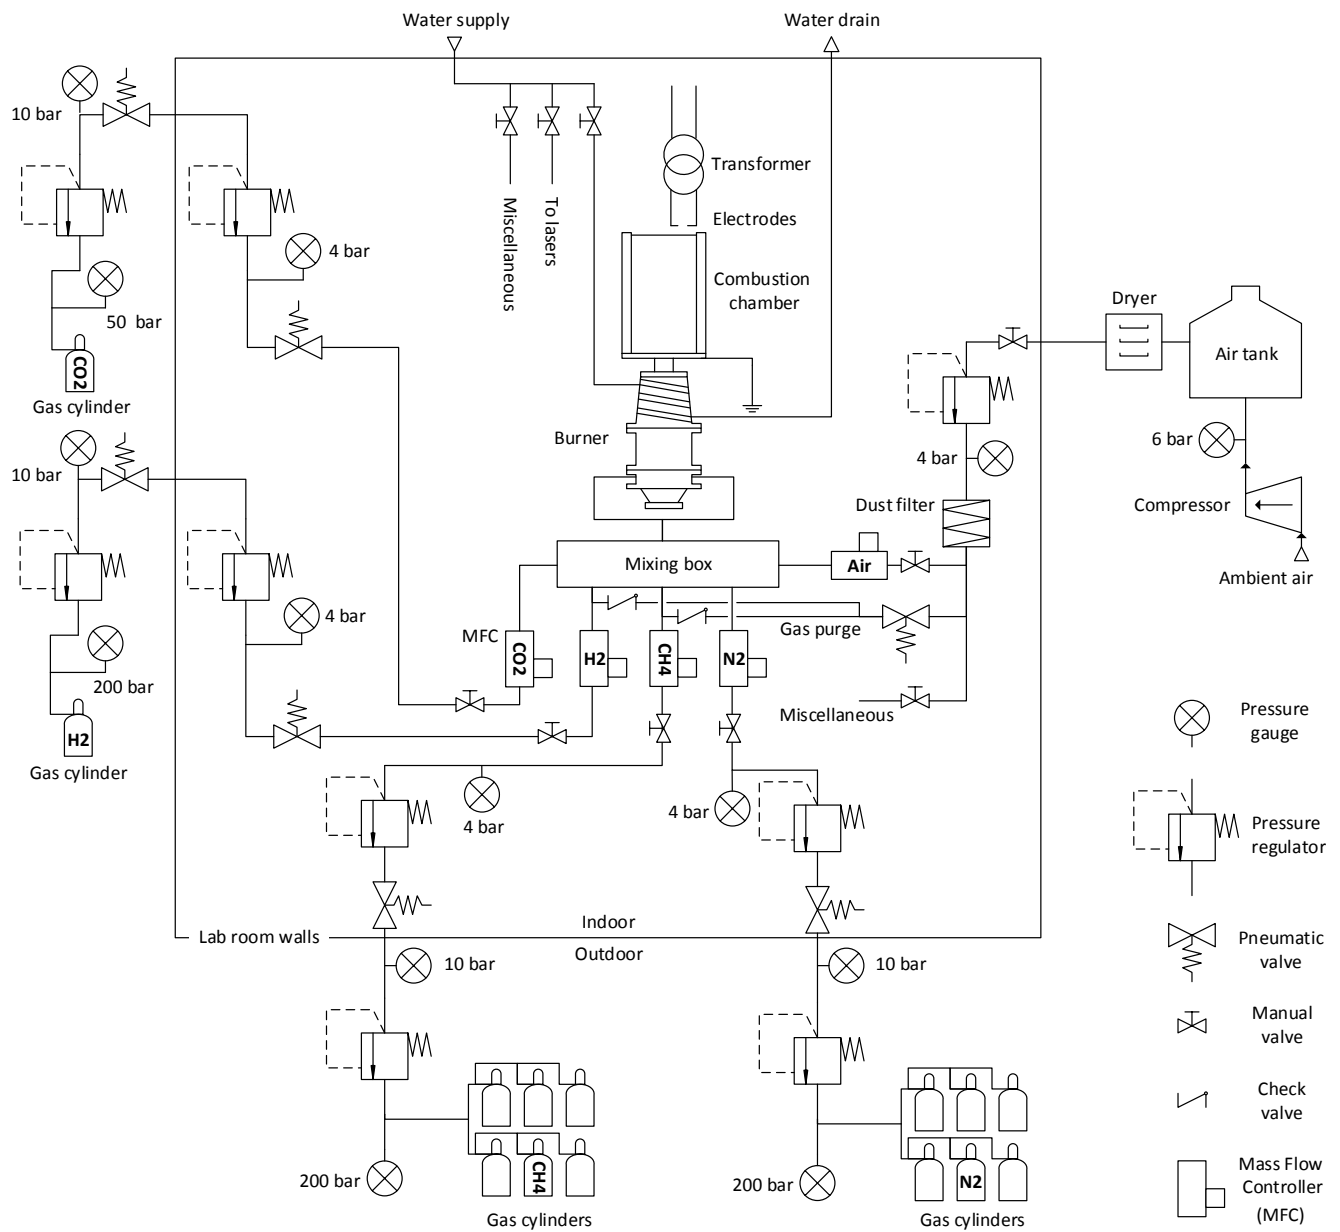 Water supply
Water drain
10 bar
Transformer
Miscellaneous
To lasers
Electrodes
4 bar
Combustion
chamber
Dryer
50  bar
Air tank
CO2
Gas cylinder
Burner
6 bar
4 bar
10 bar
Dust filter
Compressor
Mixing box
Air
Ambient air
4 bar
MFC
CO2
H2
CH4
N2
Gas purge
200 bar
Miscellaneous
H2
Pressure
gauge
Gas cylinder
4 bar
4 bar
Pressure
regulator
Indoor
Lab room walls
Outdoor
Pneumatic
valve
10 bar
10 bar
Manual
valve
Check
valve
200 bar
CH4
200 bar
N2
Mass Flow
Controller
(MFC)
Gas cylinders
Gas cylinders